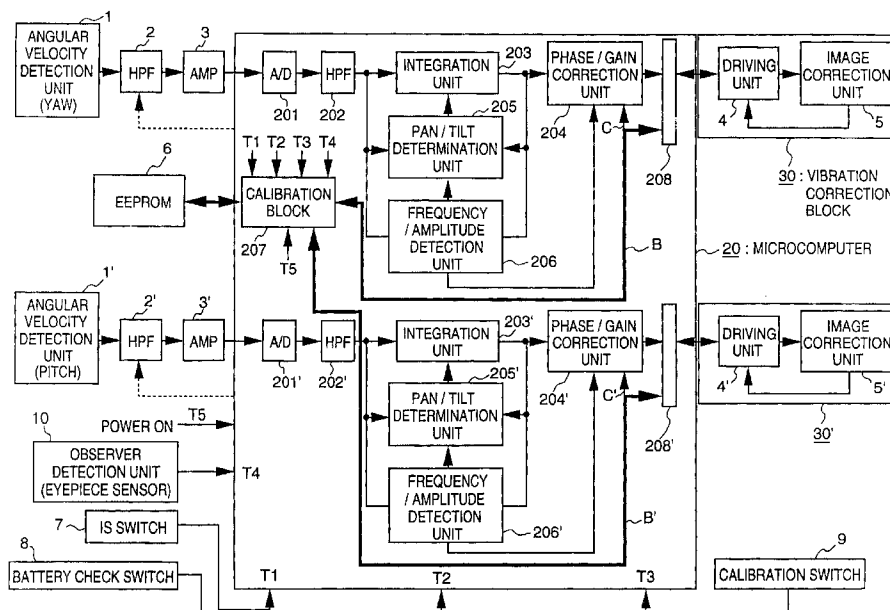 1
ANGULAR
VELOCITY
DETECTION
UNIT
(YAW)
2
HPF
3
AMP
A/D
201
HPF
202
INTEGRATION
UNIT
203
PHASE / GAIN
CORRECTION
UNIT
204
205
PAN / TILT
DETERMINATION
UNIT
FREQUENCY
/ AMPLITUDE
DETECTION
UNIT
206
C
208
B
DRIVING
UNIT
4
IMAGE
CORRECTION
UNIT
5
30 : VIBRATION
CORRECTION
BLOCK
20 : MICROCOMPUTER
6
EEPROM
T1
T2
T3
T4
CALIBRATION
BLOCK
207
T5
1'
ANGULAR
VELOCITY
DETECTION
UNIT
(PITCH)
2'
HPF
3'
AMP
A/D
201'
HPF
202'
INTEGRATION
UNIT
203'
PHASE / GAIN
CORRECTION
UNIT
204'
205'
PAN / TILT
DETERMINATION
UNIT
FREQUENCY
/ AMPLITUDE
DETECTION
UNIT
206'
C'
208'
B'
DRIVING
UNIT
4'
IMAGE
CORRECTION
UNIT
5'
30'
POWER ON
T5
10
OBSERVER
DETECTION UNIT
(EYEPIECE SENSOR)
T4
7
IS SWITCH
8
BATTERY CHECK SWITCH
T1
T2
T3
9
CALIBRATION SWITCH